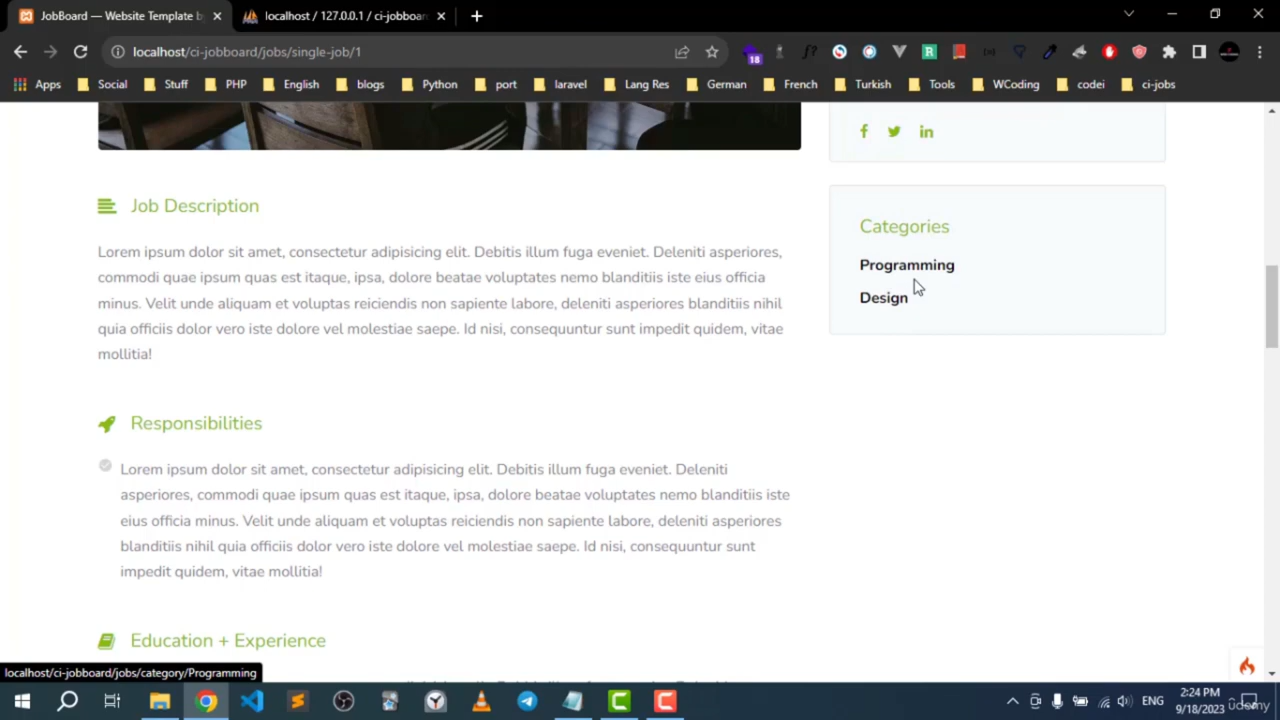 JobBoard — Website Template by
localhost / 127.0.0.1 / ci-jobboard
localhost/ci-jobboard/jobs/single-job/1
18
f?
R
Apps
Social
Stuff
PHP
English
blogs
Python
port
laravel
Lang Res
German
French
Turkish
Tools
WCoding
codei
ci-jobs
Job Description
Lorem ipsum dolor sit amet, consectetur adipisicing elit. Debitis illum fuga eveniet. Deleniti asperiores,
commodi quae ipsum quas est itaque, ipsa, dolore beatae voluptates nemo blanditiis iste eius officia
minus. Velit unde aliquam et voluptas reiciendis non sapiente labore, deleniti asperiores blanditiis nihil
quia officiis dolor vero iste dolore vel molestiae saepe. Id nisi, consequuntur sunt impedit quidem, vitae
mollitia!
Responsibilities
Lorem ipsum dolor sit amet, consectetur adipisicing elit. Debitis illum fuga eveniet. Deleniti
asperiores, commodi quae ipsum quas est itaque, ipsa, dolore beatae voluptates nemo blanditiis iste
eius officia minus. Velit unde aliquam et voluptas reiciendis non sapiente labore, deleniti asperiores
blanditiis nihil quia officiis dolor vero iste dolore vel molestiae saepe. Id nisi, consequuntur sunt
impedit quidem, vitae mollitia!
Education + Experience
Categories
Programming
Design
localhost/ci-jobboard/jobs/category/Programming
ENG
2:24 PM
9/18/2023
udemy